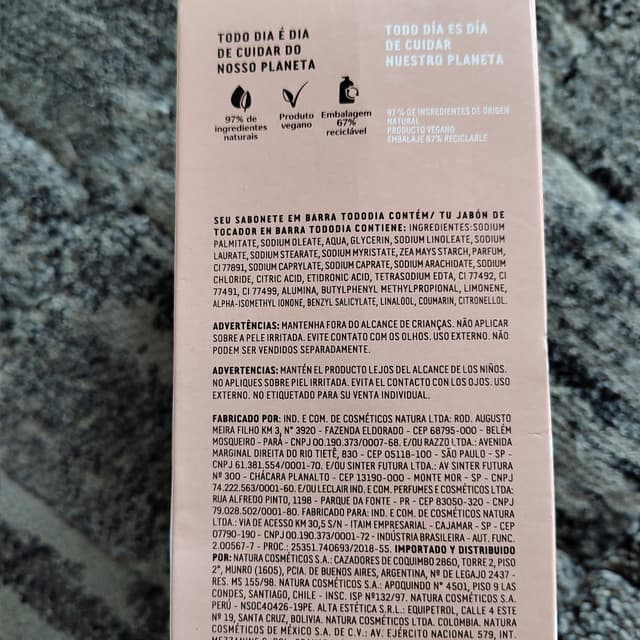 TODO DIA É DIA
DE CUIDAR DO
NOSSO PLANETA
97% de
ingredientes
naturais
Produto
vegano
Embalagem
67%
reciclável
TODO DÍA ES DÍA
DE CUIDAR
NUESTRO PLANETA
97 % DE INGREDIENTES DE ORIGEN
NATURAL
PRODUCTO VEGANO
EMBALAJE 67% RECICLABLE
SEU SABONETE EM BARRA TODODIA CONTÉM/ TU JABÓN DE
TOCADOR EN BARRA TODODIA CONTIENE: INGREDIENTES:SODIUM
PALMITATE, SODIUM OLEATE, AQUA, GLYCERIN, SODIUM LINOLEATE, SODIUM
LAURATE, SODIUM STEARATE, SODIUM MYRISTATE, ZEA MAYS STARCH, PARFUM,
CI 77891, SODIUM CAPRYLATE, SODIUM CAPRATE, SODIUM ARACHIDATE, SODIUM
CHLORIDE, CITRIC ACID, ETIDRONIC ACID, TETRASODIUM EDTA, CI 77492, CI
77491, CI 77499, ALUMINA, BUTYLPHENYL METHYLPROPIONAL, LIMONENE,
ALPHA-ISOMETHYL IONONE, BENZYL SALICYLATE, LINALOOL, COUMARIN, CITRONELLOL.
ADVERTÊNCIAS: MANTENHA FORA DO ALCANCE DE CRIANÇAS. NÃO APLICAR
SOBRE A PELE IRRITADA. EVITE CONTATO COM OS OLHOS. USO EXTERNO. NÃO
PODEM SER VENDIDOS SEPARADAMENTE.
ADVERTENCIAS: MANTÉN EL PRODUCTO LEJOS DEL ALCANCE DE LOS NIÑOS.
NO APLIQUES SOBRE PIEL IRRITADA. EVITA EL CONTACTO CON LOS OJOS. USO
EXTERNO. NO ETIQUETADO PARA SU VENTA INDIVIDUAL.
FABRICADO POR: IND. E COM. DE COSMÉTICOS NATURA LTDA: ROD. AUGUSTO
MEIRA FILHO KM 3, N° 3920 - FAZENDA ELDORADO - CEP 68795-000 - BELÉM
MOSQUEIRO - PARÁ - CNPJ 00.190.373/0007-68. E/OU RAZZO LTDA.: AVENIDA
MARGINAL DIREITA DO RIO TIETÊ, 830 - CEP 05118-100 - SÃO PAULO - SP -
CNPJ 61.381.554/0001-70. E/OU SINTER FUTURA LTDA.: AV SINTER FUTURA
Nº 300 - CHÁCARA PLANALTO - CEP 13190-000 - MONTE MOR - SP - CNPJ
74.222.563/0001-60. E/OU LECLAIR IND. E COM. PERFUMES E COSMÉTICOS LTDA:
RUA ALFREDO PINTO, 1198 - PARQUE DA FONTE - PR - CEP 83050-320 - CNPJ
79.028.502/0001-80. FABRICADO PARA: IND. E COM. DE COSMÉTICOS NATURA
LTDA.: VIA DE ACESSO KM 30,5 S/N - ITAIM EMPRESARIAL - CAJAMAR - SP - CEP
07790-190 - CNPJ 00.190.373/0001-72 - INDÚSTRIA BRASILEIRA - AUT. FUNC.
2.00567-7 - PROC.: 25351.740693/2018-55. IMPORTADO Y DISTRIBUIDO
POR: NATURA COSMÉTICOS S.A.: CAZADORES DE COQUIMBO 2860, TORRE 2, PISO
2°, MUNRO (1605), PCIA. DE BUENOS AIRES, ARGENTINA, Nº DE LEGAJO 2437 -
RES. MS 155/98. NATURA COSMÉTICOS S.A.: APOQUINDO N° 4501, PISO 9 LAS
CONDES, SANTIAGO, CHILE - INSC. ISP Nº132/97. NATURA COSMÉTICOS S.A.
PERÚ - NSOC40426-19PE. ALTA ESTÉTICA S.R.L.: EQUIPETROL, CALLE 4 ESTE
Nº 19, SANTA CRUZ, BOLIVIA. NATURA COSMÉTICOS LTDA. COLOMBIA. NATURA
COSMÉTICOS DE MÉXICO S.A. DE C.V.: AV. EJÉRCITO NACIONAL 579, INT.